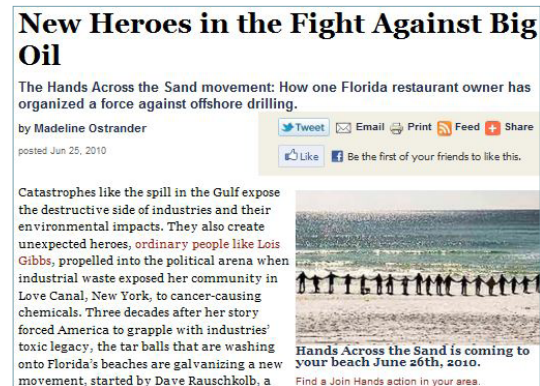 New Heroes in the Fight Against Big
Oil
The Hands Across the Sand movement: How one Florida restaurant owner has
organized a force against offshore drilling.
by Madeline Ostrander
posted Jun 25, 2010
Tweet Email Print Feed Share
Like Be the first of your friends to like this.
Catastrophes like the spill in the Gulf expose
the destructive side of industries and their
environmental impacts. They also create
unexpected heroes, ordinary people like Lois
Gibbs, propelled into the political arena when
industrial waste exposed her community in
Love Canal, New York, to cancer-causing
chemicals. Three decades after her story
forced America to grapple with industries'
toxic legacy, the tar balls that are washing
onto Florida's beaches are galvanizing a new
movement, started by Dave Rauschkolb, a
Hands Across the Sand is coming to
your beach June 26th, 2010.
Find a Join Hands action in your area.